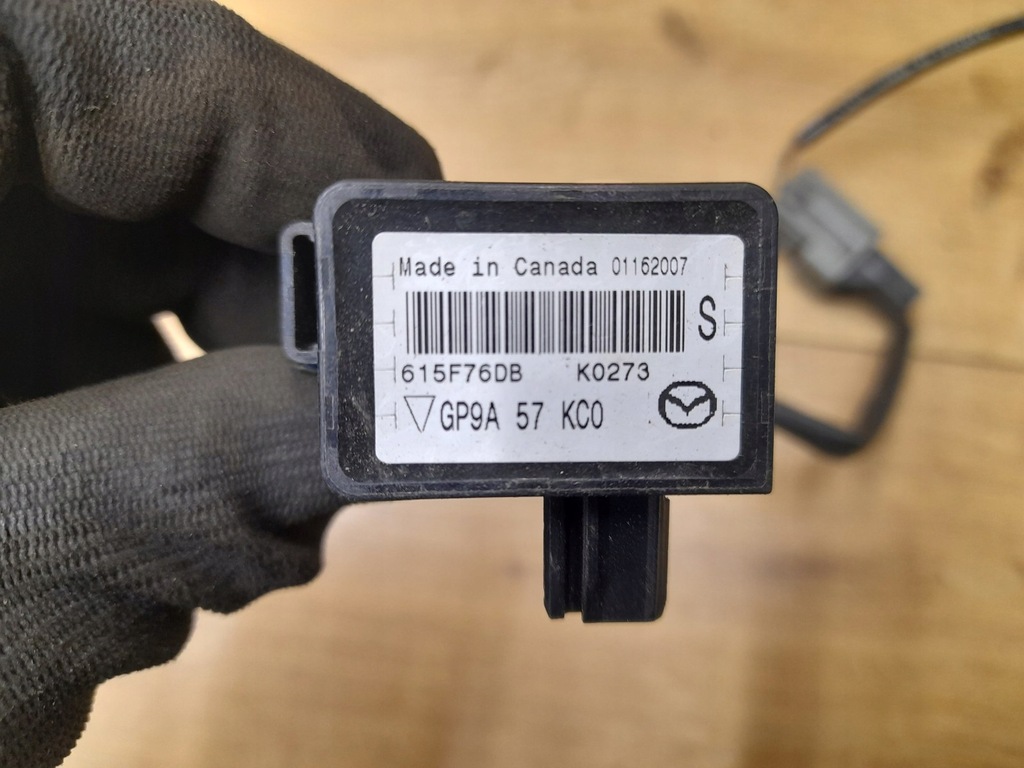 Made in Canada 01162007
S
615F76DB K0273
GP9A 57 KC0